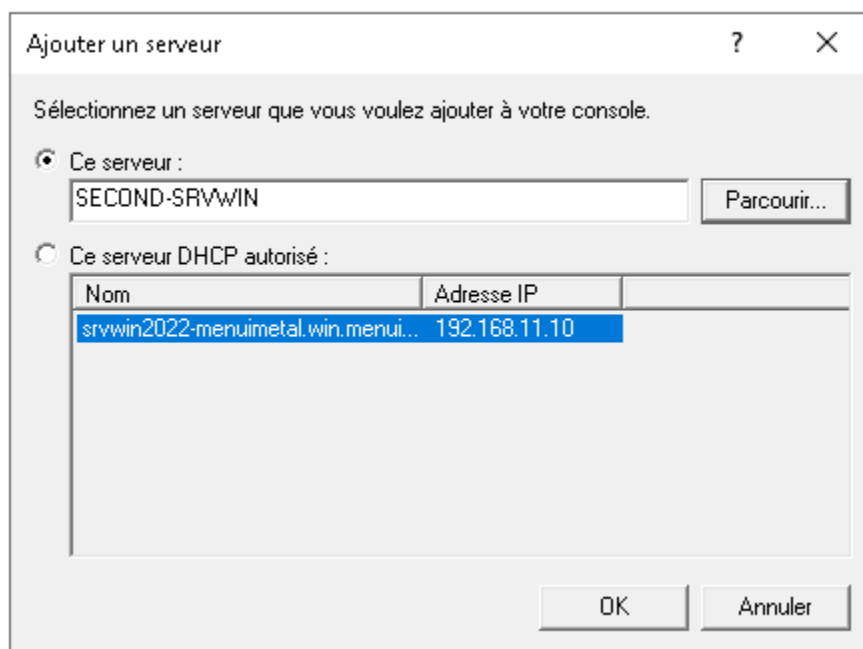 Ajouter un serveur
Sélectionnez un serveur que vous voulez ajouter à votre console.
Ce serveur :
SECOND-SRVWIN Parcourir...
Ce serveur DHCP autorisé :
Nom Adresse IP
srvwin2022-menuimetal.win.menui... 192.168.11.10
OK Annuler